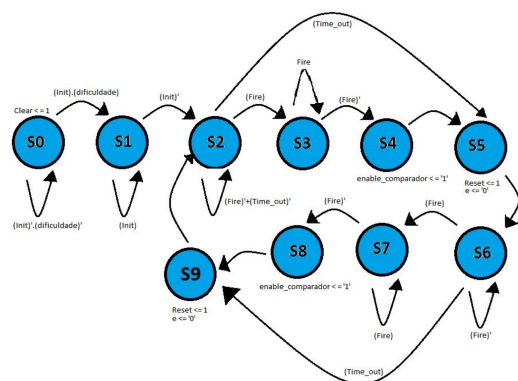 (Time_out)
Fire
Clear <= 1
(Init).(dificuldade)
(Init)'
(Fire)
(Fire)'
S0
S1
S2
S3
S4
S5
enable_comparador <= '1'
Reset <= 1
e <= '0'
(Init)'.(dificuldade)'
(Init)
(Fire)'+(Time_out)'
(Fire)'
(Fire)
S9
S8
S7
S6
enable_comparador <= '1'
Reset <= 1
e <= '0'
(Fire)
(Fire)'
(Time_out)